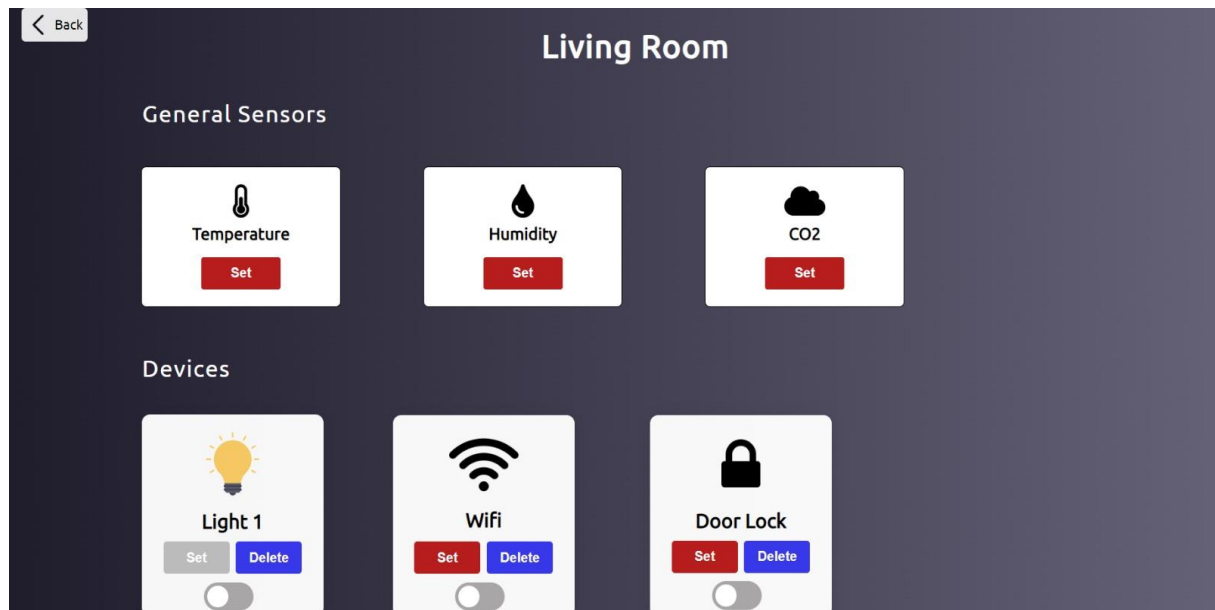 Back
Living Room
General Sensors
Temperature
Set
Humidity
Set
CO2
Set
Devices
Light 1
Set Delete
Wifi
Set Delete
Door Lock
Set Delete